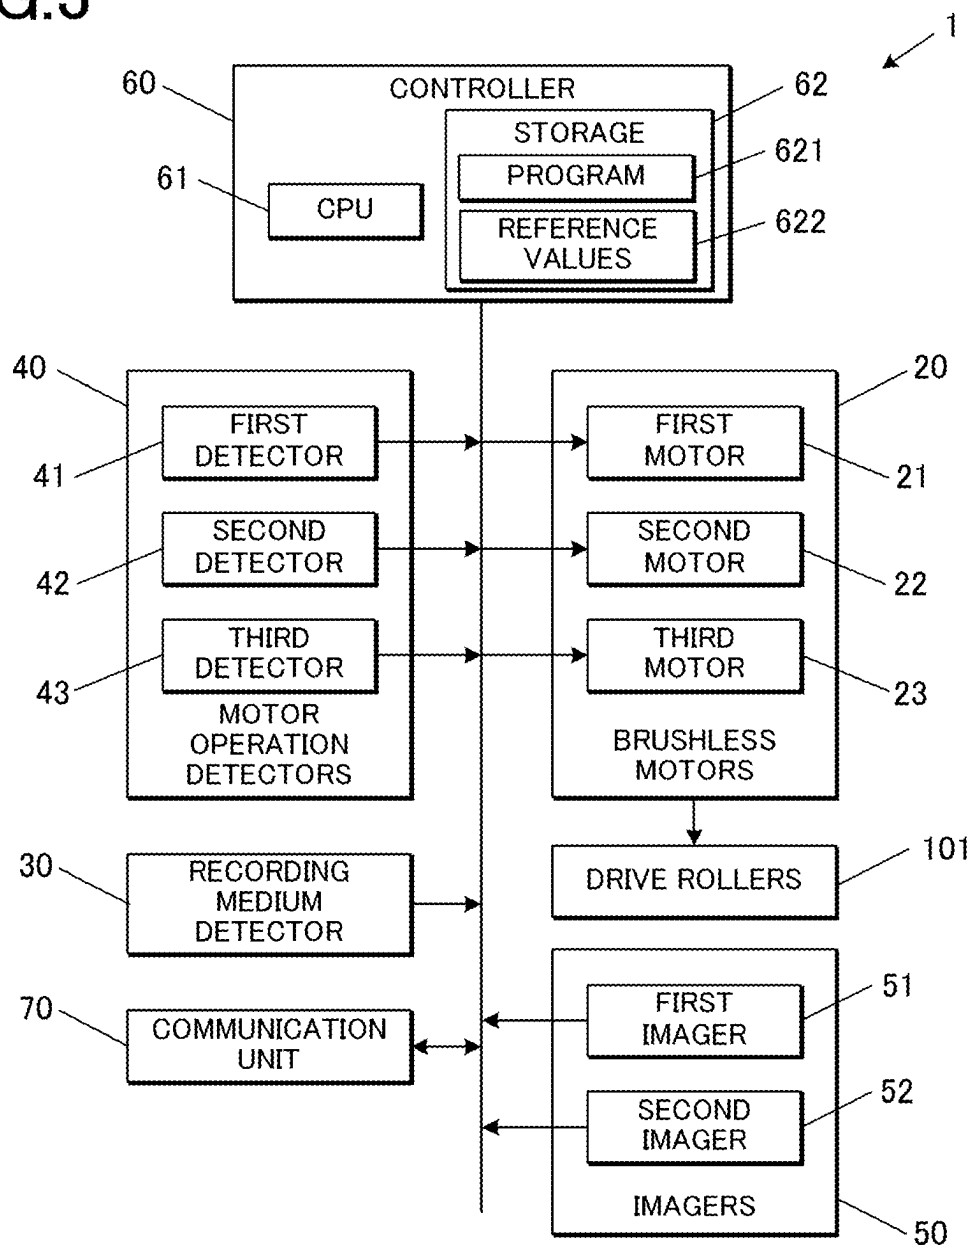 1
60
CONTROLLER
62
STORAGE
621
PROGRAM
61
CPU
622
REFERENCE
VALUES
40
20
FIRST
DETECTOR
FIRST
MOTOR
41
21
SECOND
DETECTOR
SECOND
MOTOR
42
22
THIRD
DETECTOR
THIRD
MOTOR
43
23
MOTOR
OPERATION
DETECTORS
BRUSHLESS
MOTORS
30
RECORDING
MEDIUM
DETECTOR
101
DRIVE ROLLERS
51
FIRST
IMAGER
70
COMMUNICATION
UNIT
52
SECOND
IMAGER
IMAGERS
50